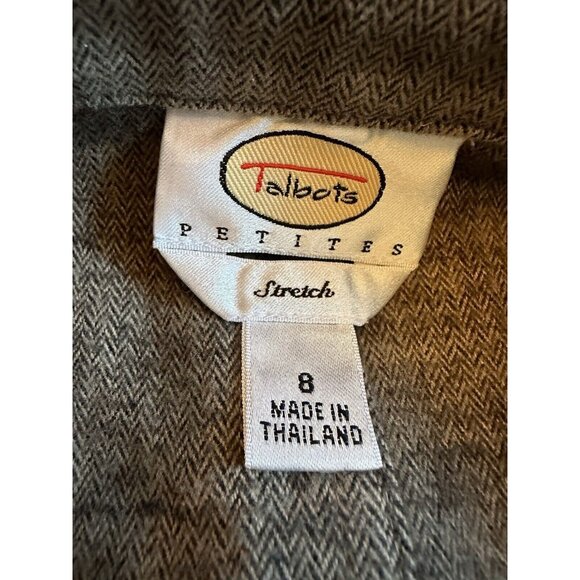 Talbots
PETITES
Stretch
8
MADE IN
THAILAND